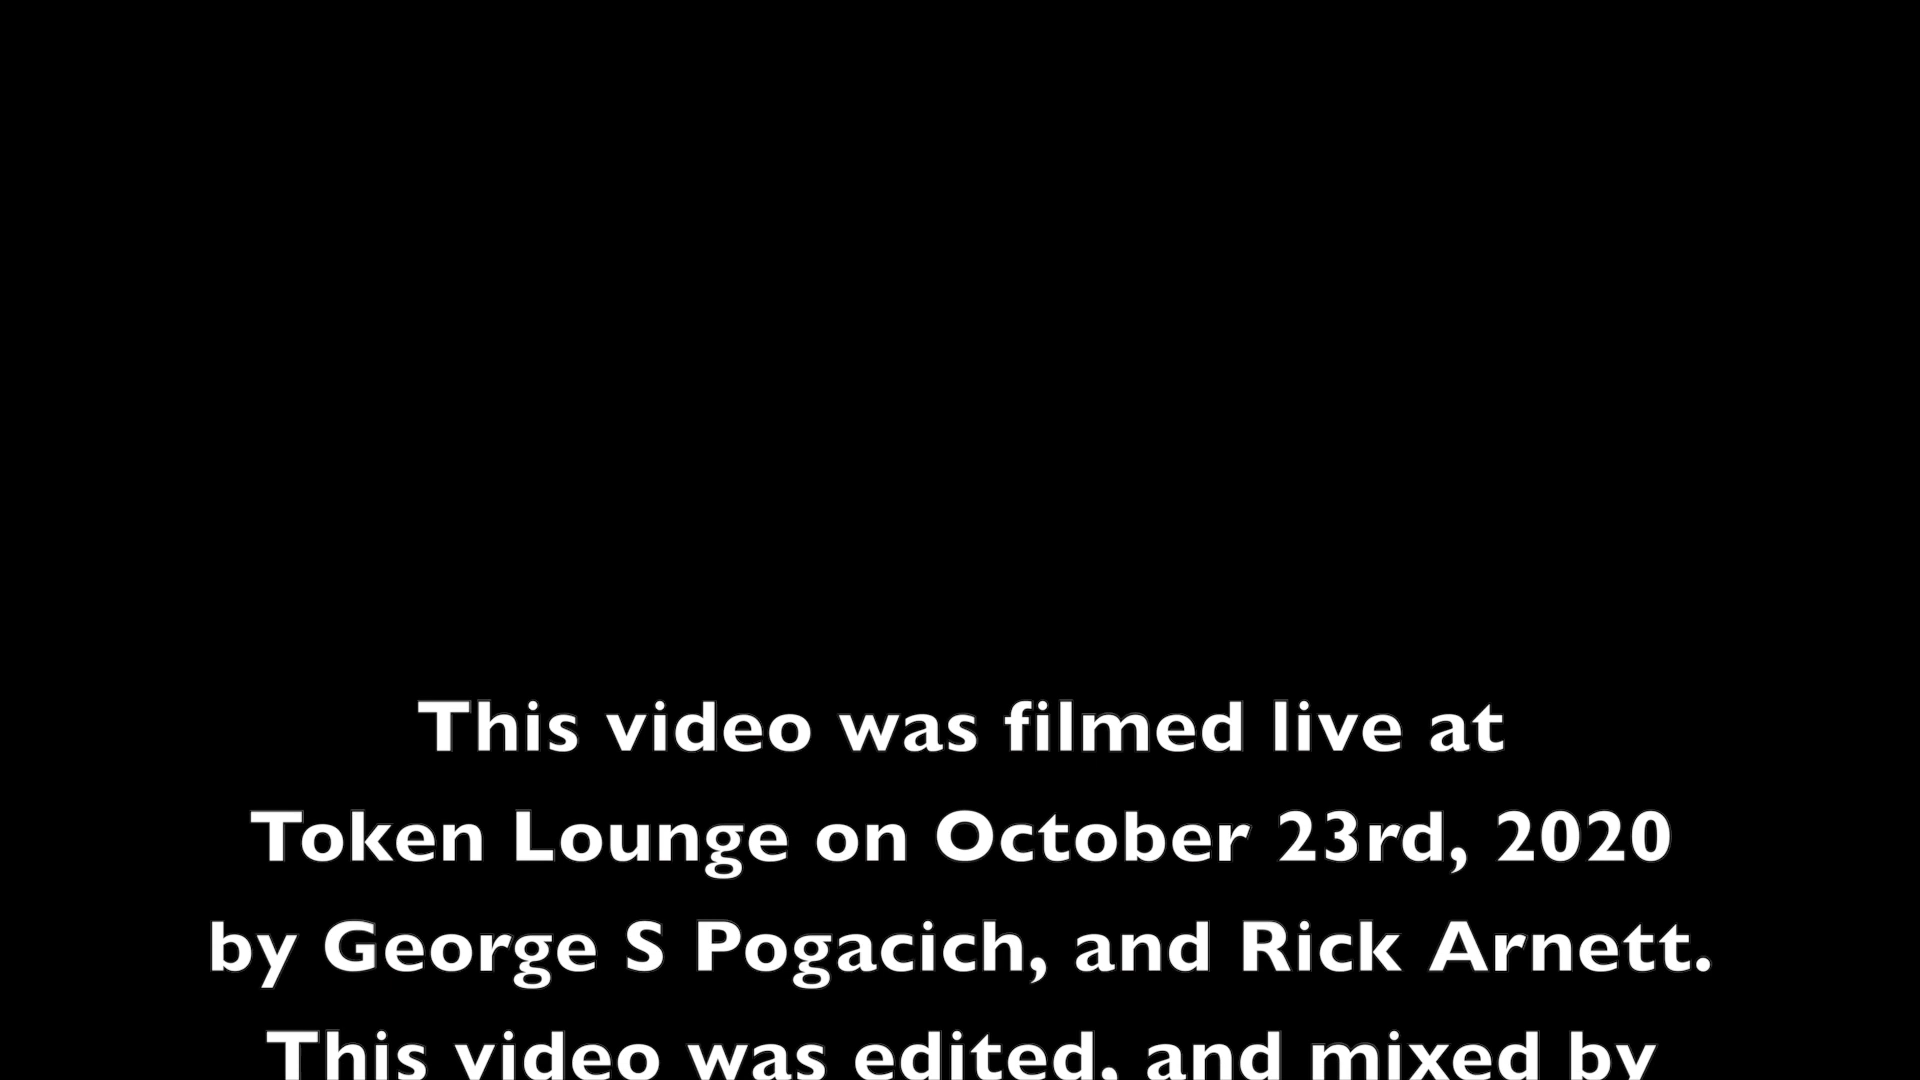 This video was filmed live at
Token Lounge on October 23rd, 2020
by George S Pogacich, and Rick Arnett.
This video was edited, and mixed by